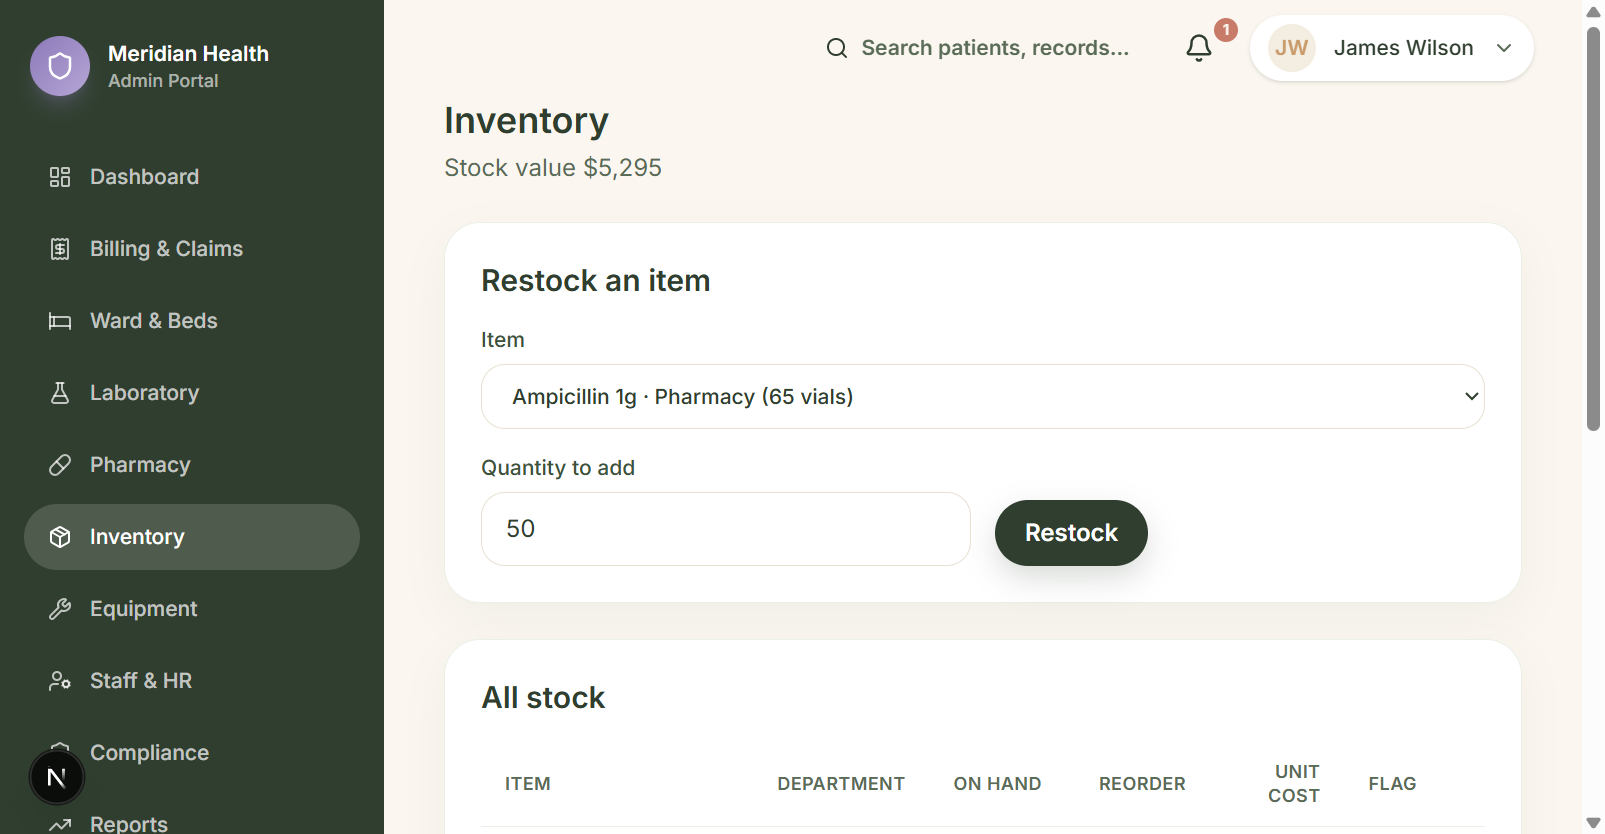 Meridian Health
Admin Portal
Dashboard
Billing & Claims
Ward & Beds
Laboratory
Pharmacy
Inventory
Equipment
Staff & HR
Compliance
Reports
N
Search patients, records...
1
JW
James Wilson
Inventory
Stock value $5,295
Restock an item
Item
Ampicillin 1g · Pharmacy (65 vials)
Quantity to add
50
Restock
All stock
ITEM DEPARTMENT ON HAND REORDER UNIT COST FLAG